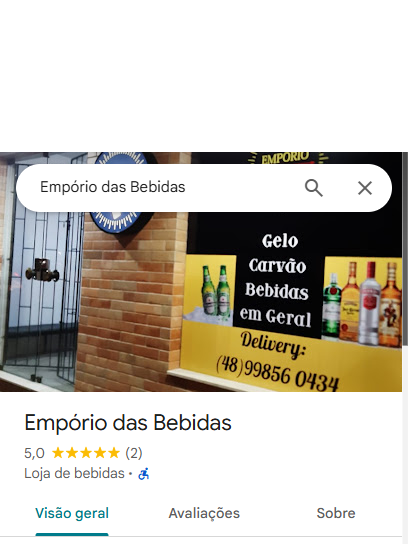 EMPÓRIO
Empório das Bebidas
Gelo
Carvão
Bebidas
em Geral
Delivery:
(48)99856 0434
Empório das Bebidas
5,0 (2)
Loja de bebidas ·
Visão geral
Avaliações
Sobre